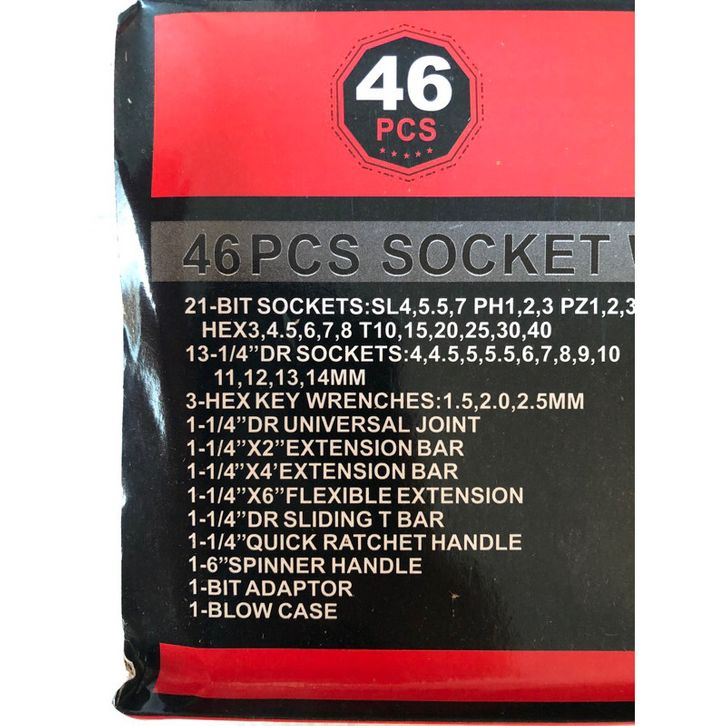 46
PCS
46PCS SOCKET
21-BIT SOCKETS:SL4,5.5,7 PH1,2,3 PZ1,2,3
HEX3,4.5,6,7,8 T10,15,20,25,30,40
13-1/4”DR SOCKETS:4,4.5,5,5.5,6,7,8,9,10
11,12,13,14MM
3-HEX KEY WRENCHES:1.5,2.0,2.5MM
1-1/4”DR UNIVERSAL JOINT
1-1/4”X2”EXTENSION BAR
1-1/4”X4’EXTENSION BAR
1-1/4”X6”FLEXIBLE EXTENSION
1-1/4”DR SLIDING T BAR
1-1/4”QUICK RATCHET HANDLE
1-6”SPINNER HANDLE
1-BIT ADAPTOR
1-BLOW CASE